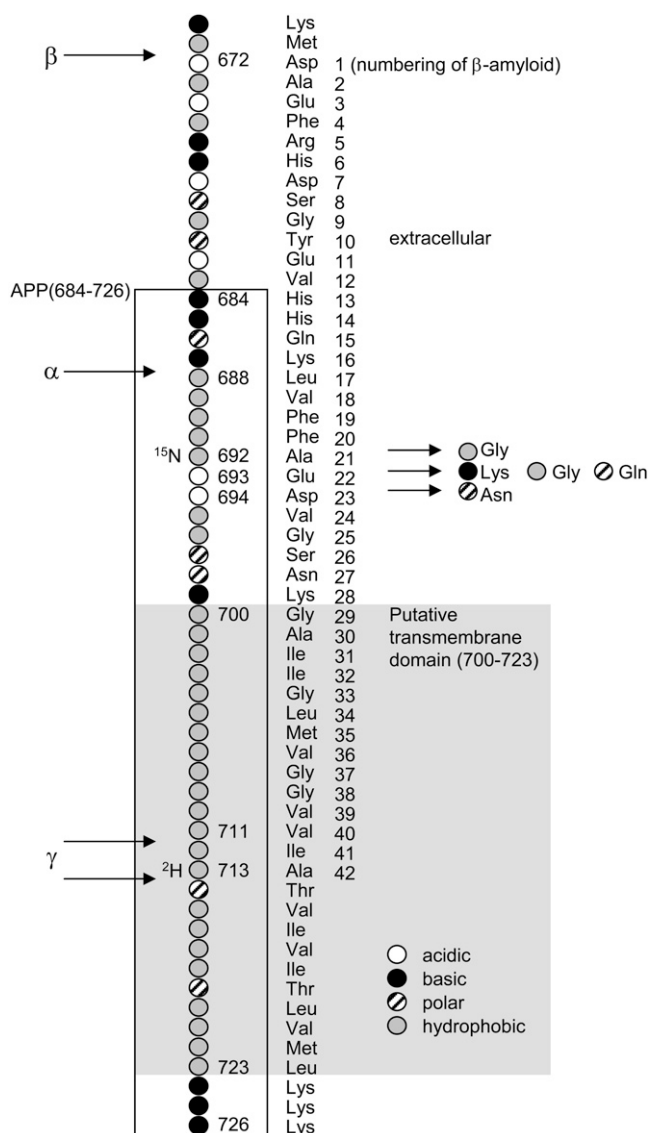 Lys
Met
β 672 Asp 1 (numbering of β-amyloid)
Ala 2
Glu 3
Phe 4
Arg 5
His 6
Asp 7
Ser 8
Gly 9
Tyr 10 extracellular
Glu 11
Val 12
APP(684-726)
684 His 13
His 14
Gln 15
Lys 16
α 688 Leu 17
Val 18
Phe 19
Phe 20
¹⁵N 692 Ala 21 Gly
693 Glu 22 Lys Gly Gln
694 Asp 23 Asn
Val 24
Gly 25
Ser 26
Asn 27
Lys 28
700 Gly 29 Putative
Ala 30 transmembrane
Ile 31 domain (700-723)
Ile 32
Gly 33
Leu 34
Met 35
Val 36
Gly 37
Gly 38
Val 39
711 Val 40
γ Ile 41
²H 713 Ala 42
Thr
Val
Ile
Val acidic
Ile basic
Thr polar
Leu hydrophobic
Val
Met
723 Leu
Lys
Lys
726 Lys